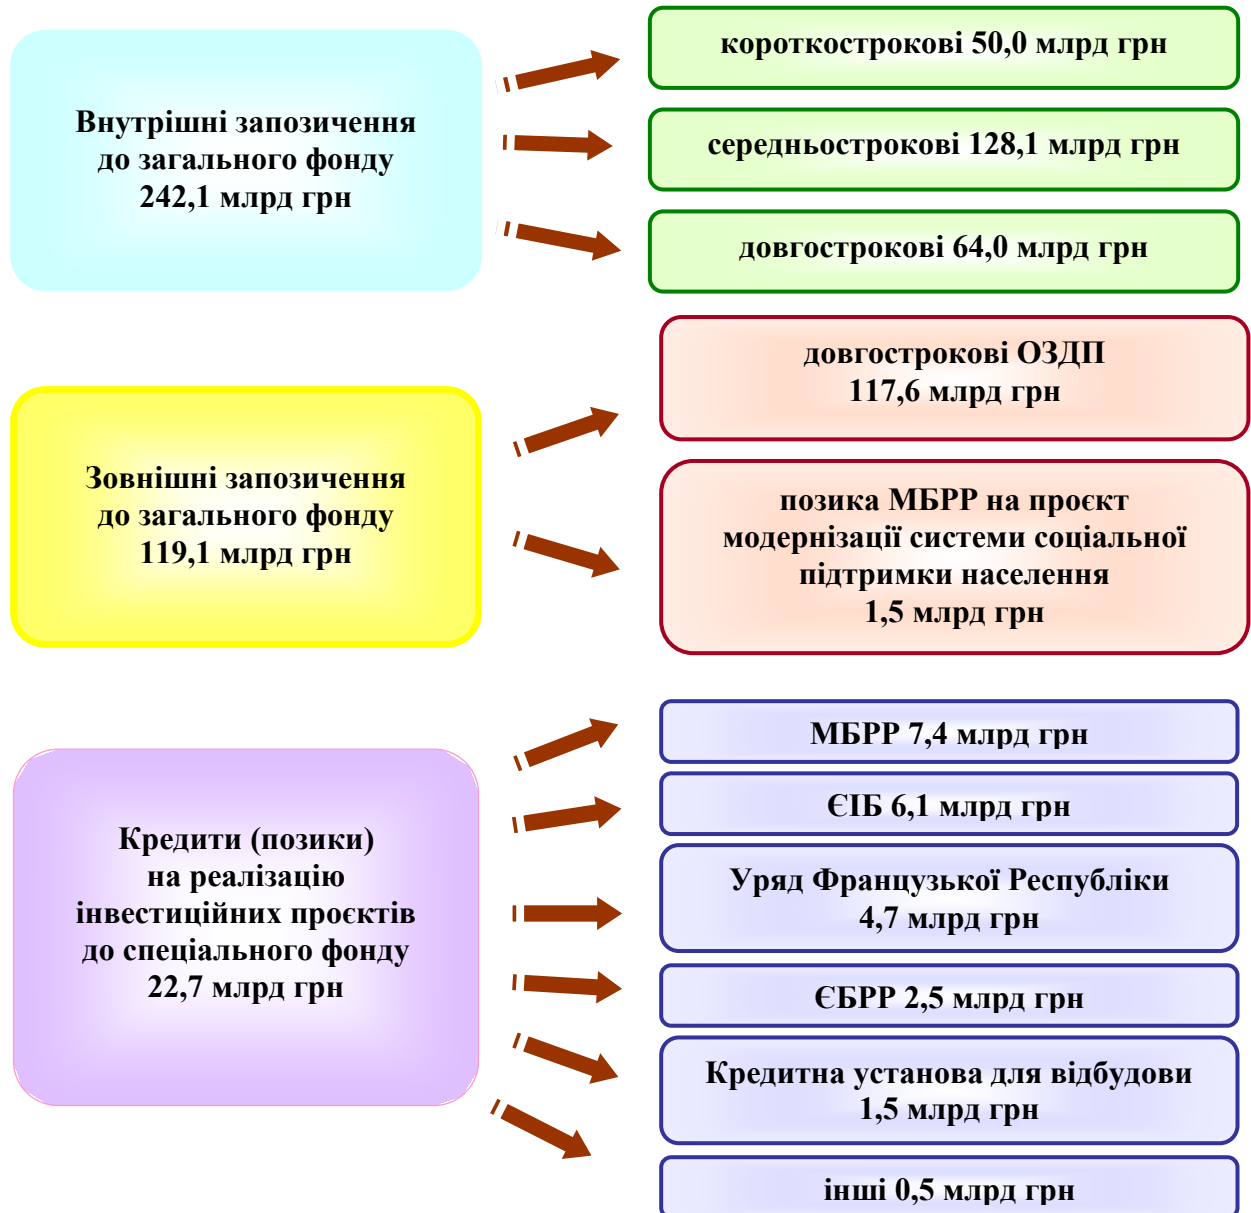 Внутрішні запозичення
до загального фонду
242,1 млрд грн
короткострокові 50,0 млрд грн
середньострокові 128,1 млрд грн
довгострокові 64,0 млрд грн
Зовнішні запозичення
до загального фонду
119,1 млрд грн
довгострокові ОЗДП
117,6 млрд грн
позика МБРР на проєкт
модернізації системи соціальної
підтримки населення
1,5 млрд грн
Кредити (позики)
на реалізацію
інвестиційних проєктів
до спеціального фонду
22,7 млрд грн
МБРР 7,4 млрд грн
ЄІБ 6,1 млрд грн
Уряд Французької Республіки
4,7 млрд грн
ЄБРР 2,5 млрд грн
Кредитна установа для відбудови
1,5 млрд грн
інші 0,5 млрд грн